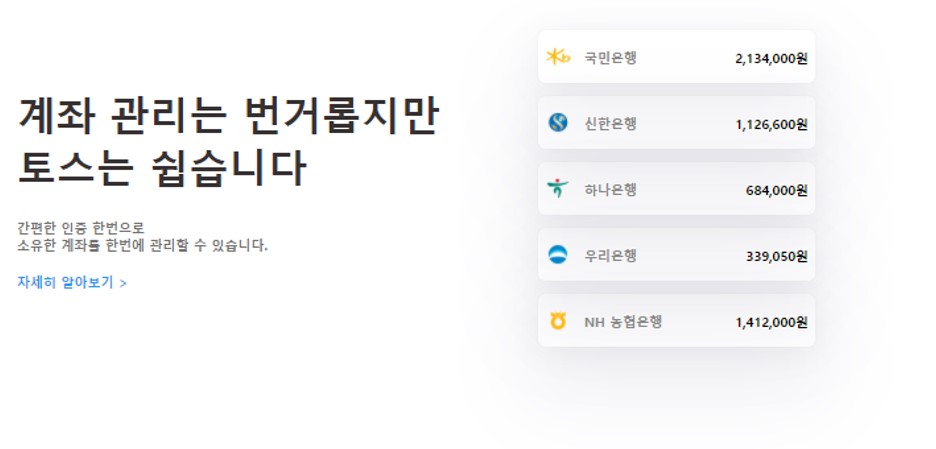 계좌 관리는 번거롭지만
토스는 쉽습니다
간편한 인증 한번으로
소유한 계좌를 한번에 관리할 수 있습니다.
자세히 알아보기 >
국민은행 2,134,000원
신한은행 1,126,600원
하나은행 684,000원
우리은행 339,050원
NH 농협은행 1,412,000원